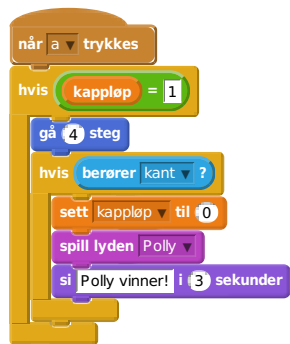 når a ▼ trykkes
hvis kappløp = 1
gå 4 steg
hvis berører kant ▼ ?
sett kappløp ▼ til 0
spill lyden Polly ▼
si Polly vinner! i 3 sekunder